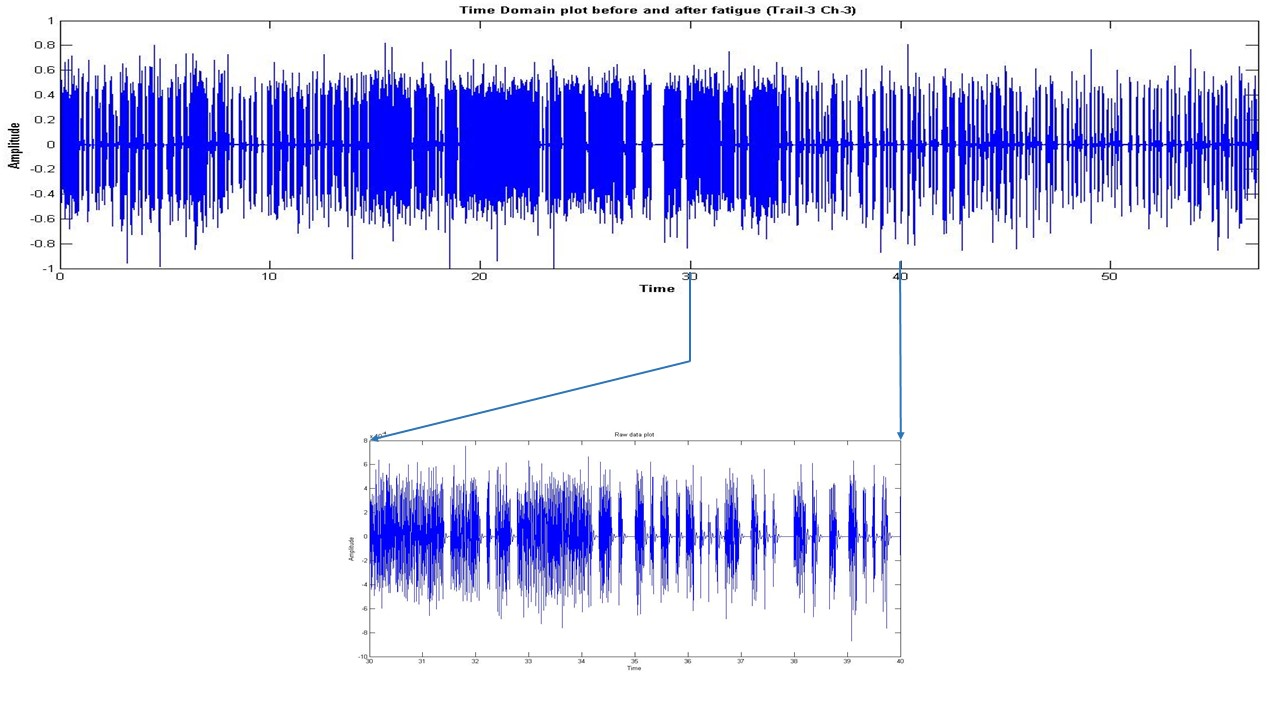 Time Domain plot before and after fatigue (Trail-3 Ch-3)
1
0.8
0.6
0.4
0.2
0
-0.2
-0.4
-0.6
-0.8
-1
Amplitude
0 10 20 30 40 50
Time
Raw data plot
8
6
4
2
0
-2
-4
-6
-8
-10
Amplitude
30 31 32 33 34 35 36 37 38 39 40
Time